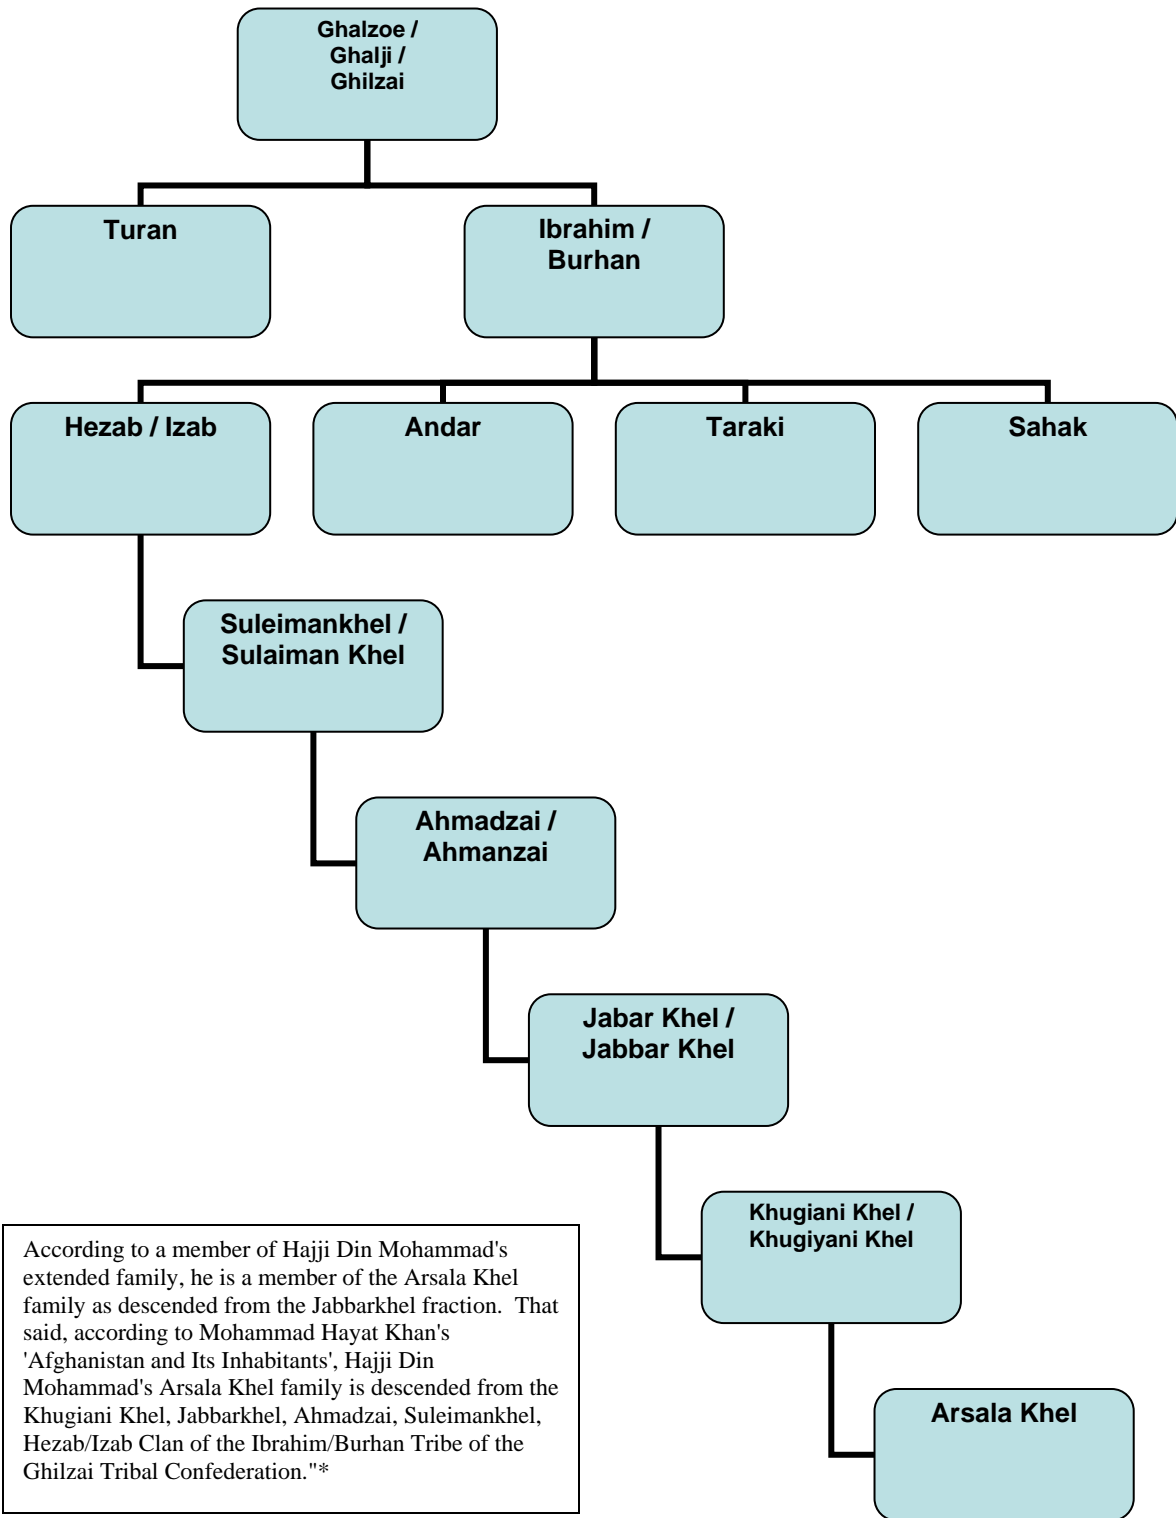 Ghalzoe /
Ghalji /
Ghilzai
Turan
Ibrahim /
Burhan
Hezab / Izab
Andar
Taraki
Sahak
Suleimankhel /
Sulaiman Khel
Ahmadzai /
Ahmanzai
Jabar Khel /
Jabbar Khel
Khugiani Khel /
Khugiyani Khel
Arsala Khel
According to a member of Hajji Din Mohammad's
extended family, he is a member of the Arsala Khel
family as descended from the Jabbarkhel fraction.  That
said, according to Mohammad Hayat Khan's
'Afghanistan and Its Inhabitants', Hajji Din
Mohammad's Arsala Khel family is descended from the
Khugiani Khel, Jabbarkhel, Ahmadzai, Suleimankhel,
Hezab/Izab Clan of the Ibrahim/Burhan Tribe of the
Ghilzai Tribal Confederation."*